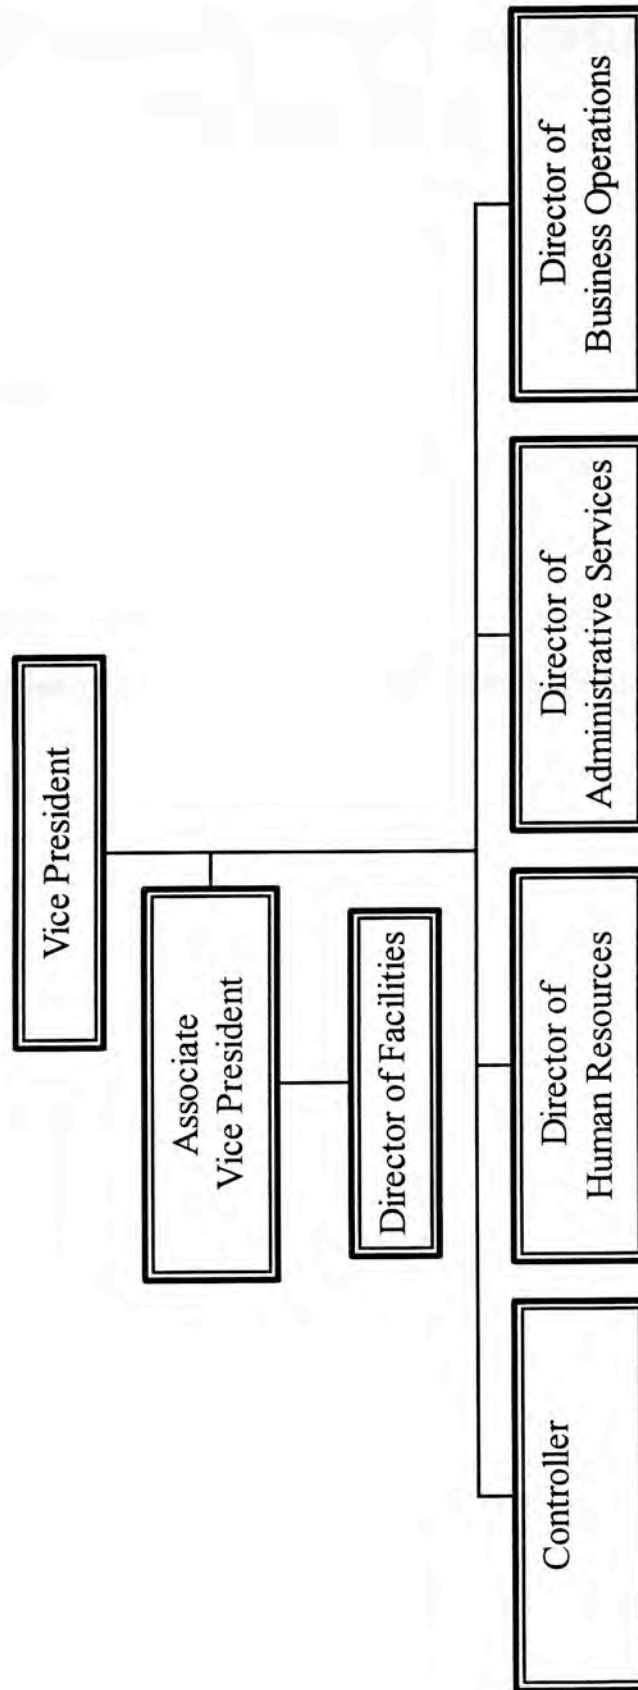 Vice President
Associate
Vice President
Director of Facilities
Controller
Director of
Human Resources
Director of
Administrative Services
Director of
Business Operations